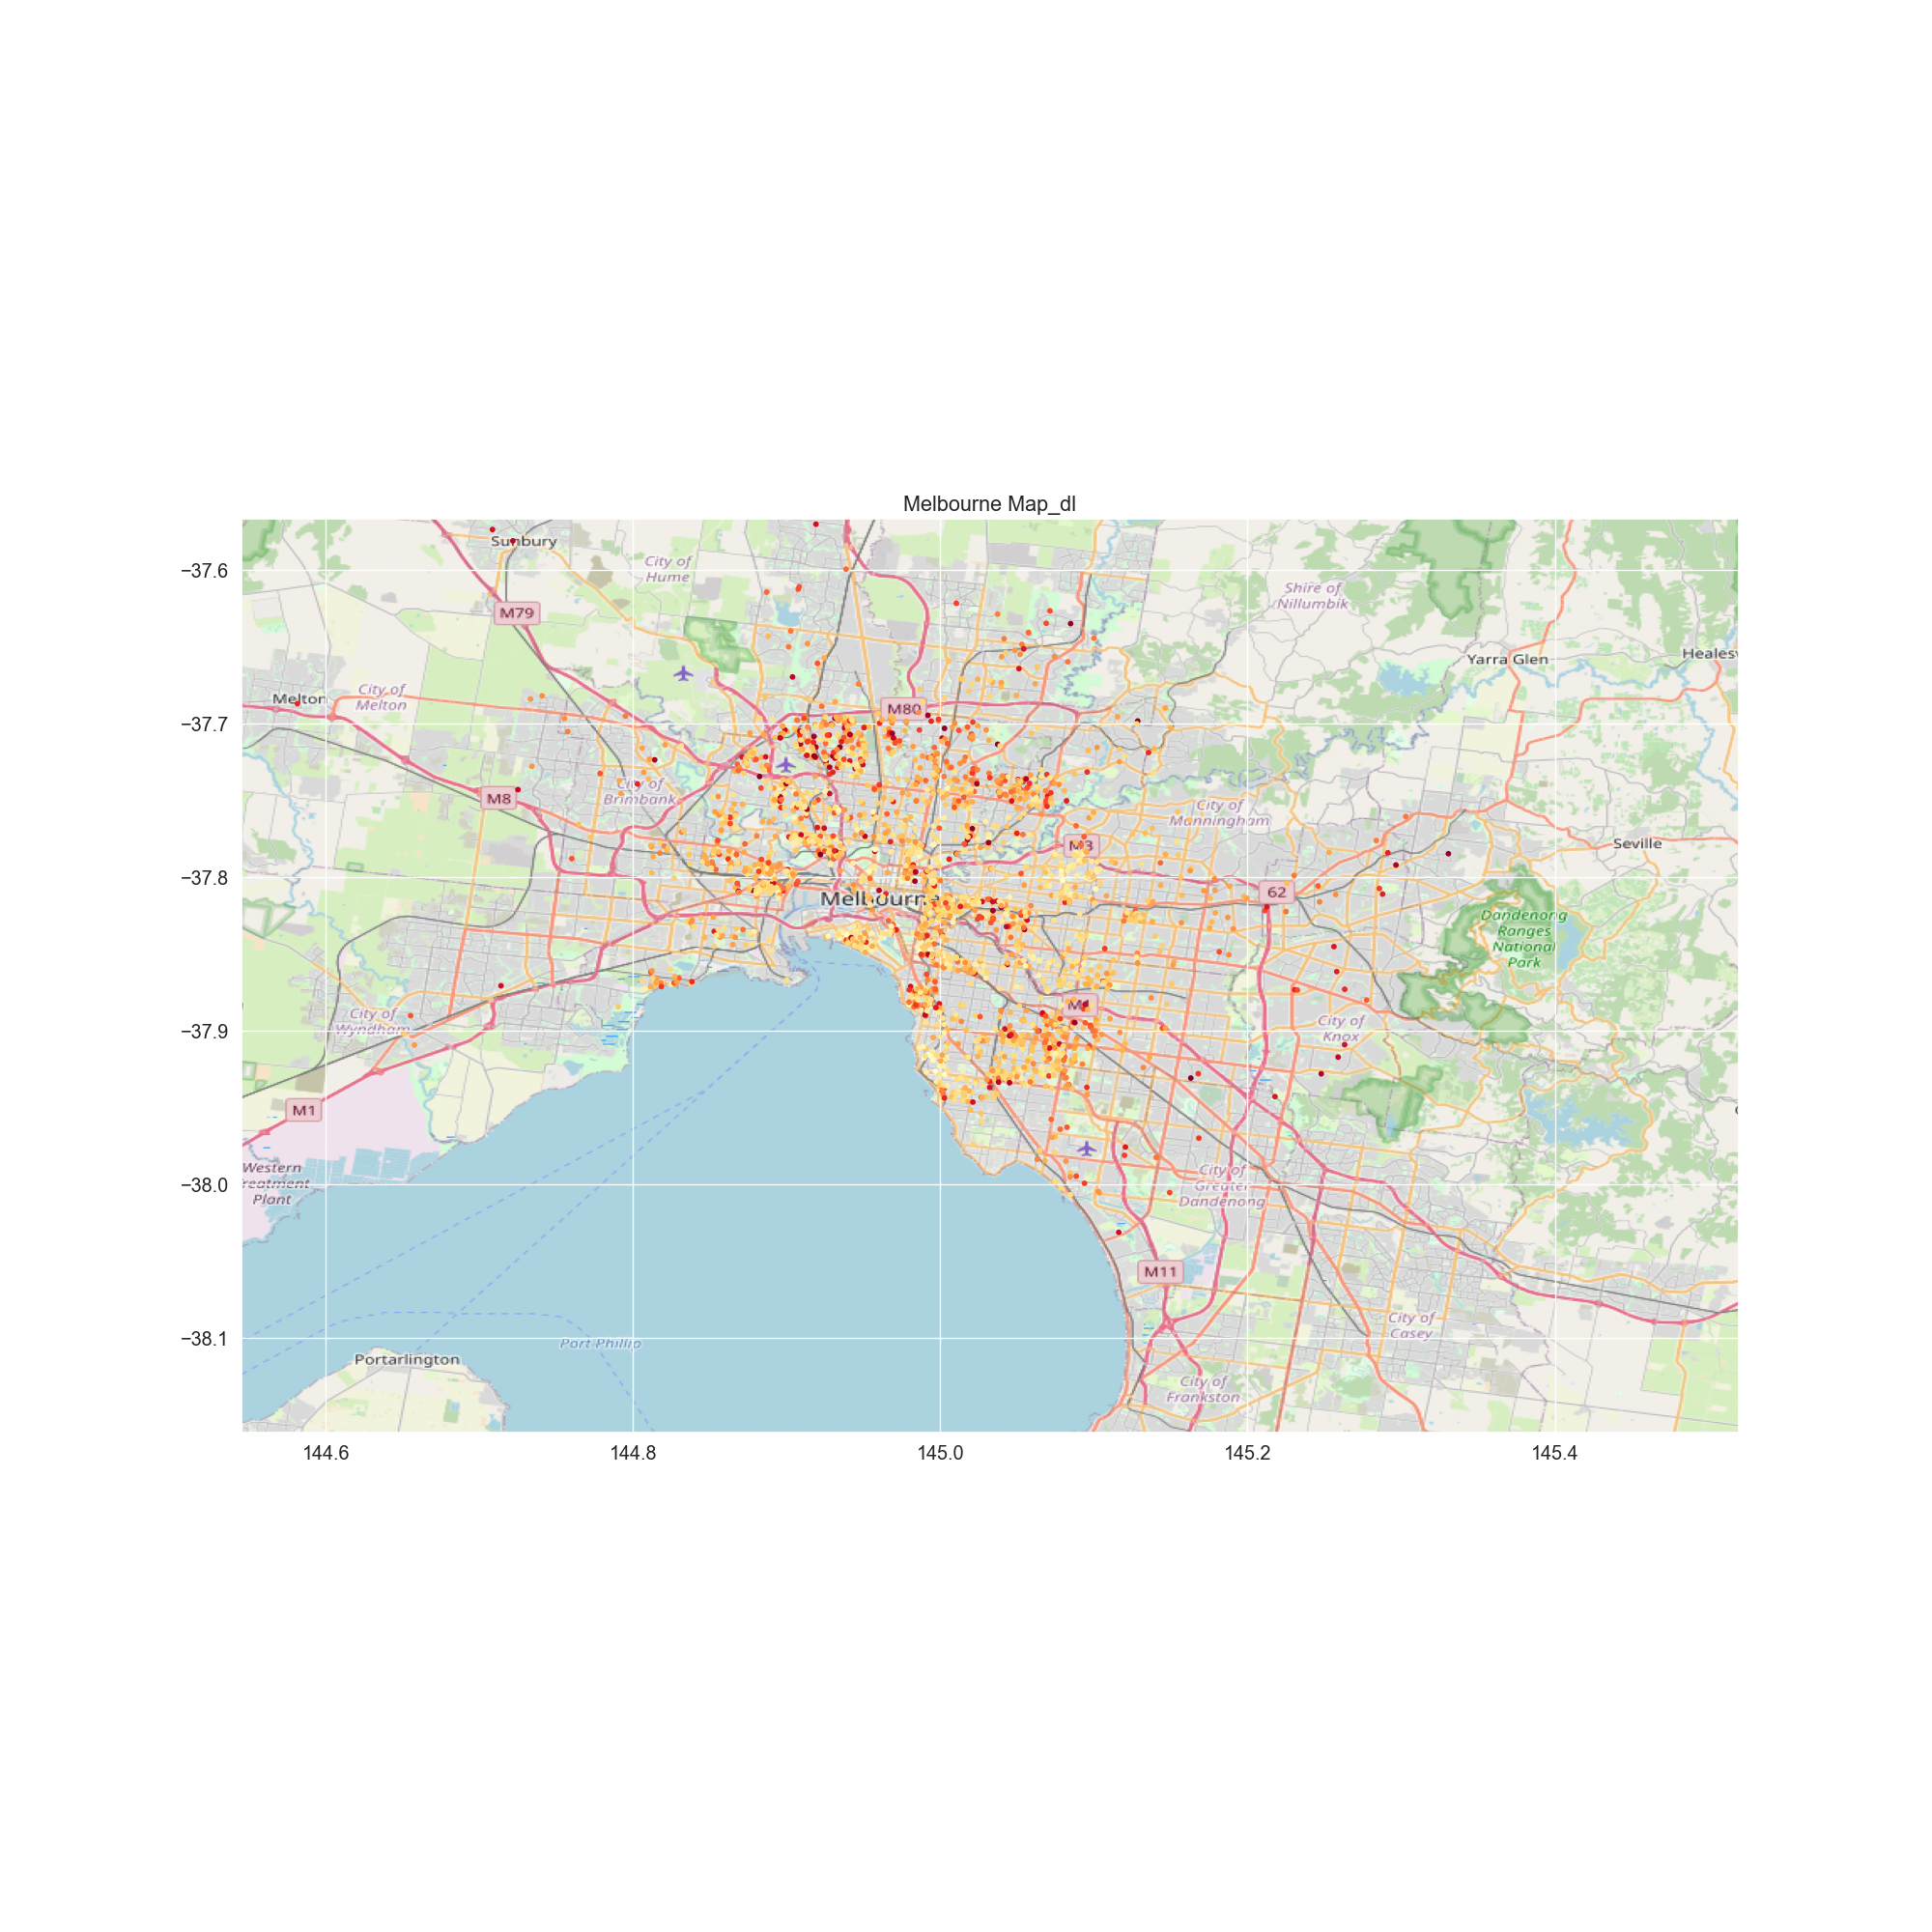 Melbourne Map_dl
Sunbury
City of
Hume
Shire of
Nillumbik
−37.6
M79
Yarra Glen
Melton
City of
Melton
M80
−37.7
M8
City of
Brimbank
City of
Manningham
M3
Seville
−37.8
62
Melbourne
Dandenong
Ranges
National
Park
M1
City of
Wyndham
City of
Knox
−37.9
M1
Western
Treatment
Plant
−38.0
City of
Greater
Dandenong
M11
City of
Casey
−38.1
Port Phillip
Portarlington
City of
Frankston
144.6
144.8
145.0
145.2
145.4